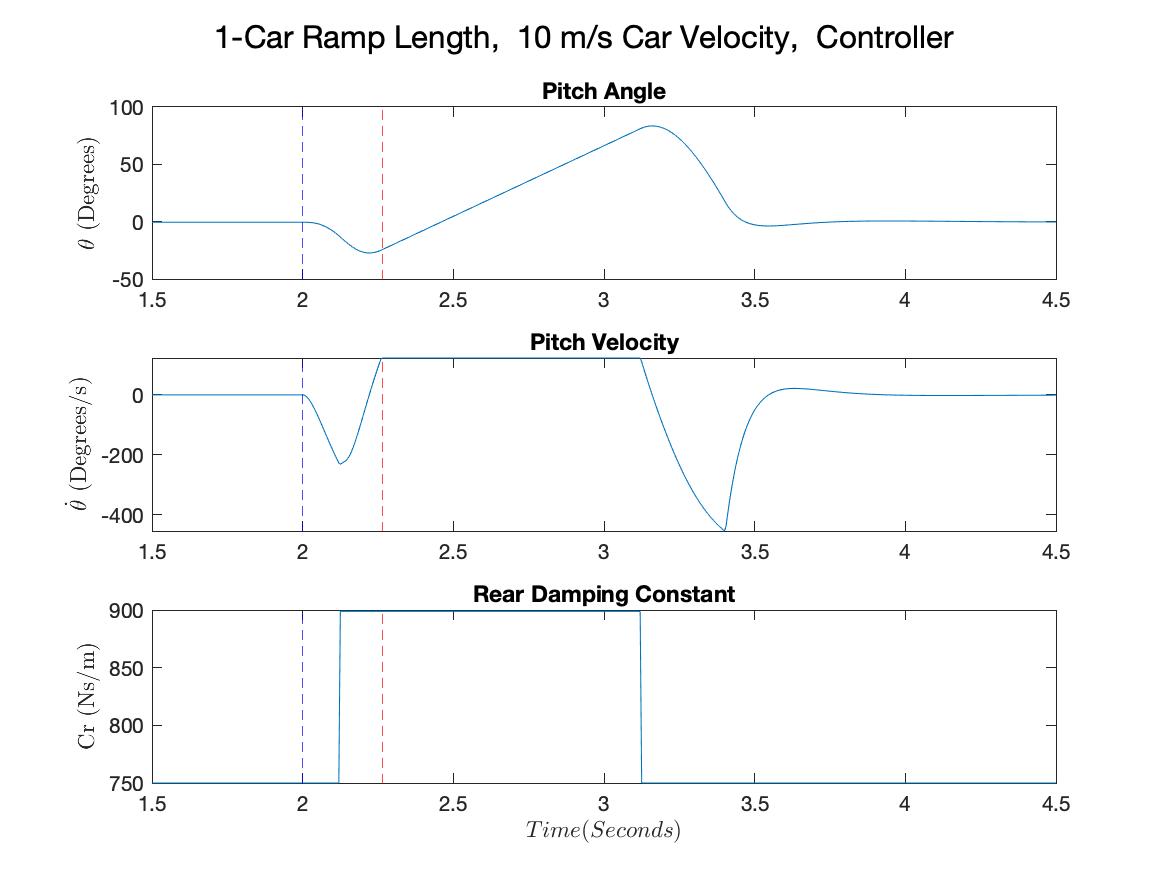 1-Car Ramp Length, 10 m/s Car Velocity, Controller
Pitch Angle
100
50
0
-50
θ (Degrees)
1.5 2 2.5 3 3.5 4 4.5
Pitch Velocity
0
-200
-400
θ̇ (Degrees/s)
1.5 2 2.5 3 3.5 4 4.5
Rear Damping Constant
900
850
800
750
Cr (Ns/m)
1.5 2 2.5 3 3.5 4 4.5
Time(Seconds)